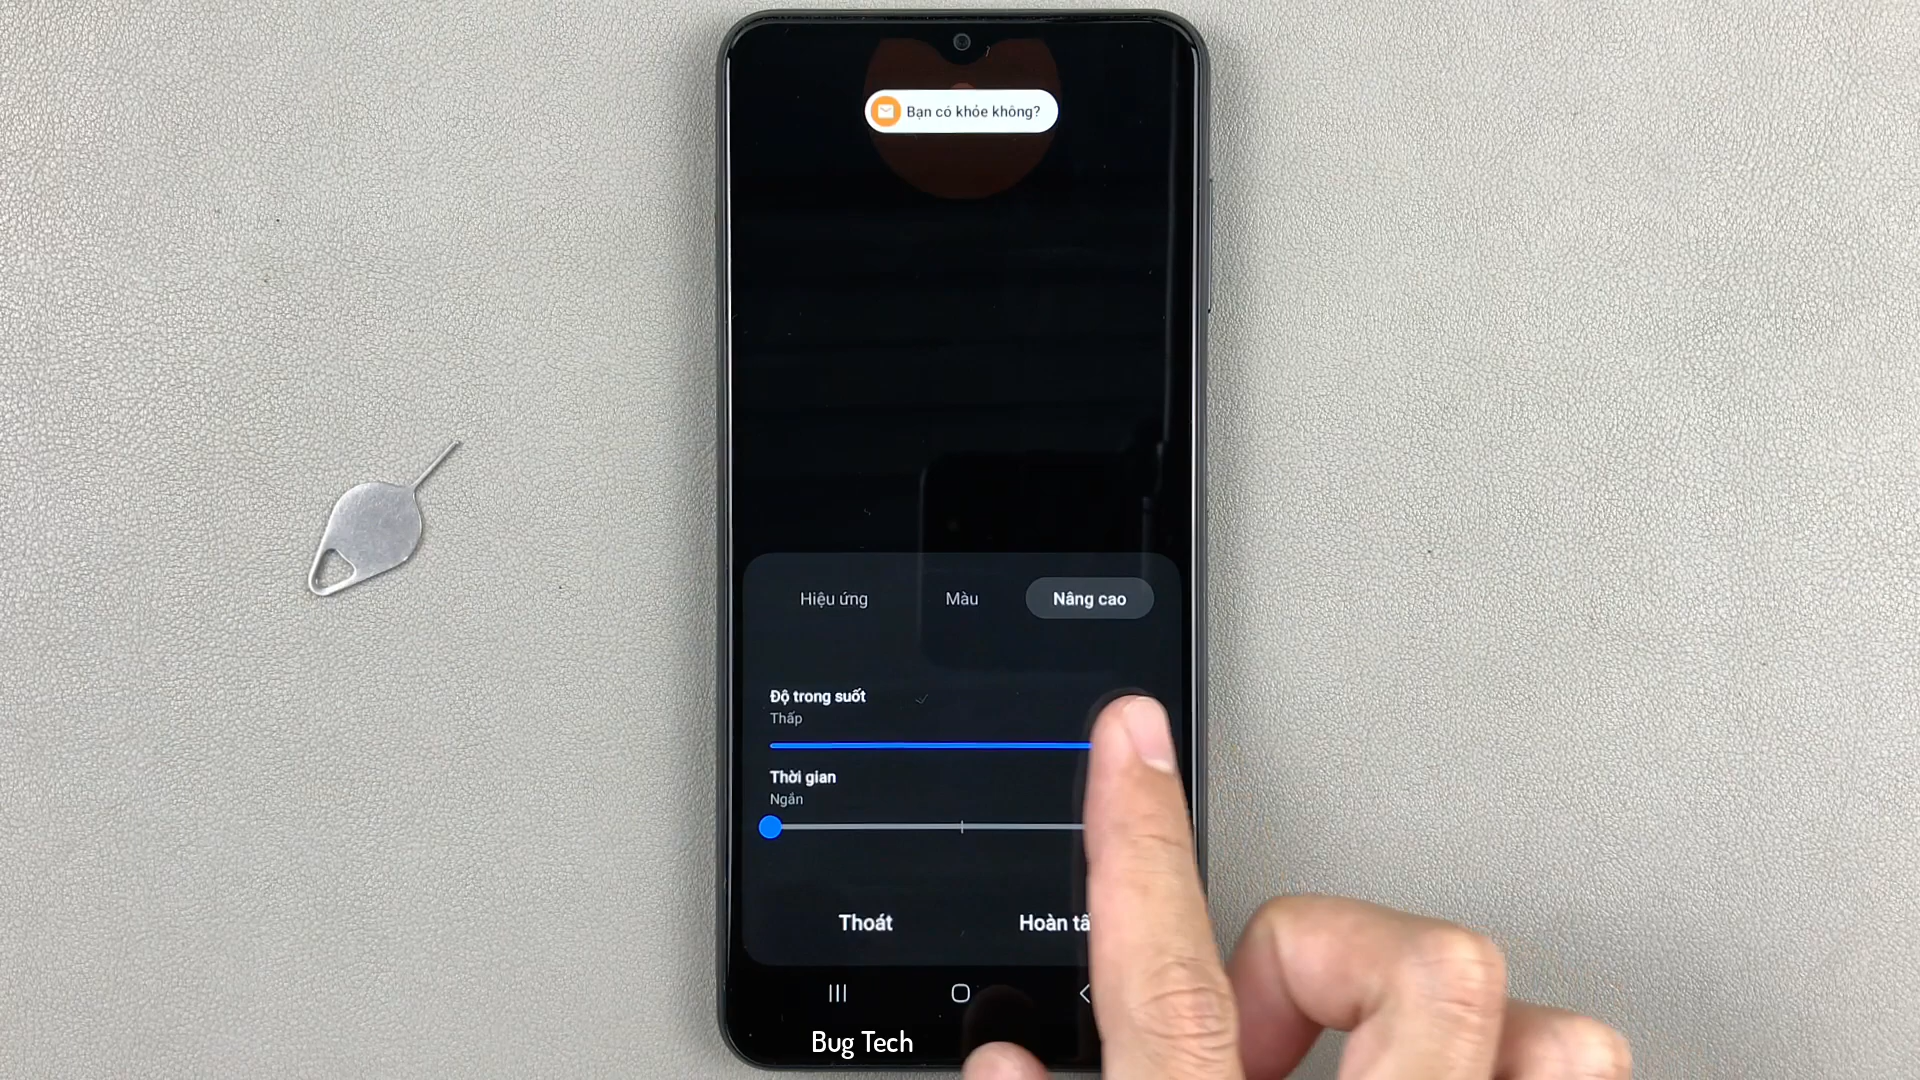 Bạn có khỏe không?
Hiệu ứng Màu Nâng cao
Độ trong suốt
Thấp
Thời gian
Ngắn
Thoát Hoàn
Bug Tech